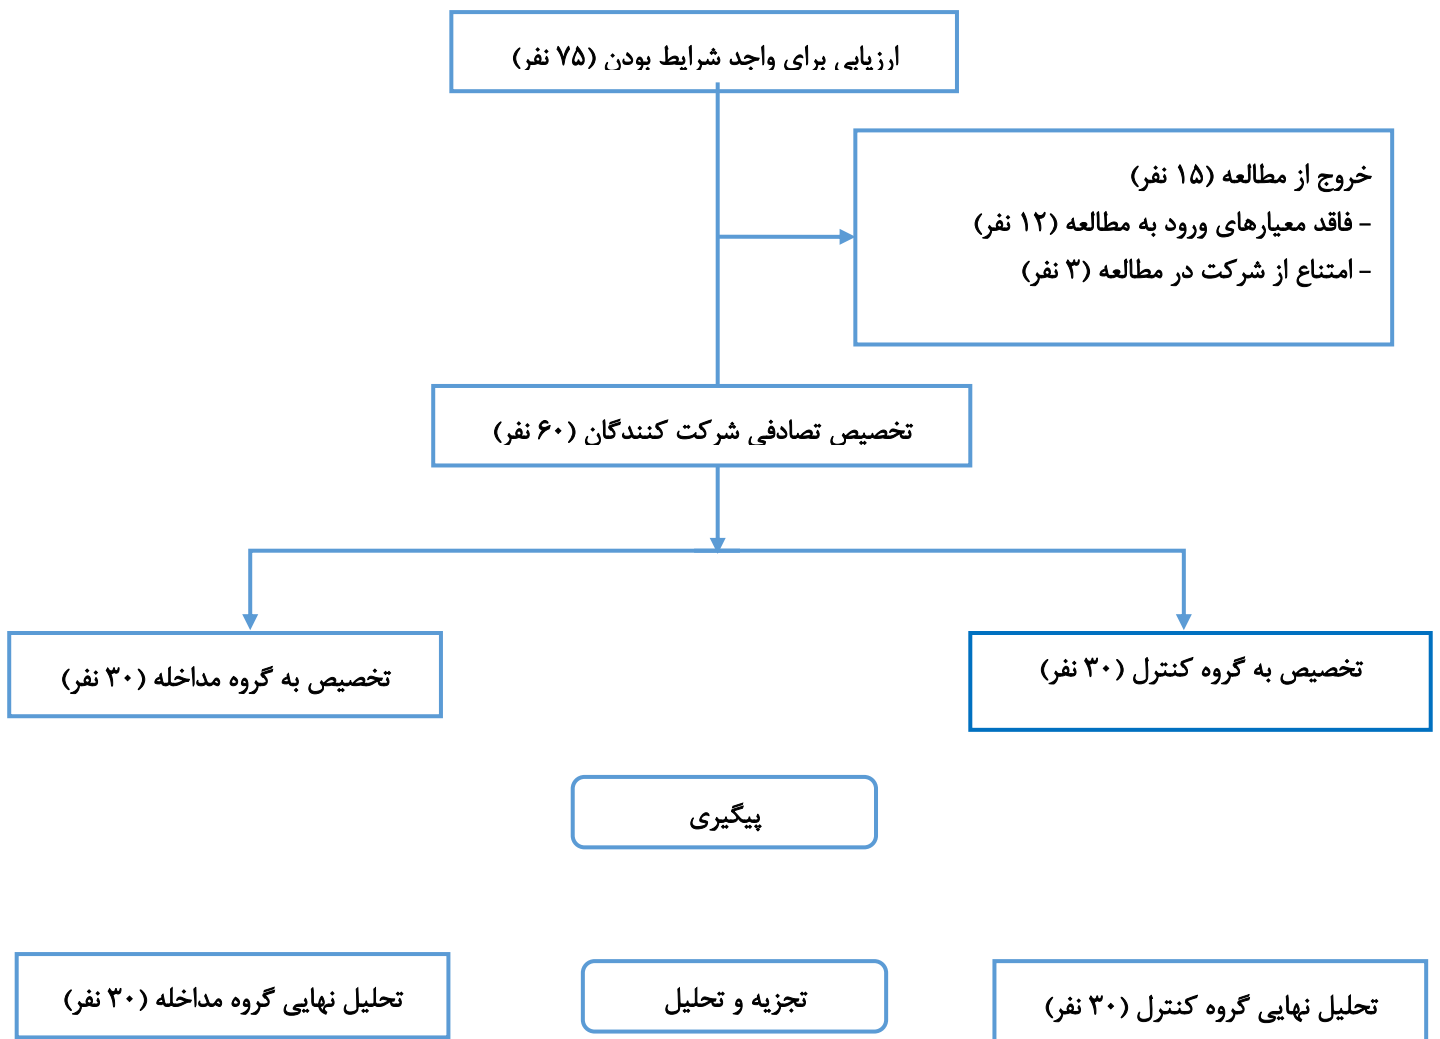 ارزیابی برای واجد شرایط بودن (۷۵ نفر)
خروج از مطالعه (۱۵ نفر)
- فاقد معیارهای ورود به مطالعه (۱۲ نفر)
- امتناع از شرکت در مطالعه (۳ نفر)
تخصیص تصادفی شرکت کنندگان (۶۰ نفر)
تخصیص به گروه کنترل (۳۰ نفر)
تخصیص به گروه مداخله (۳۰ نفر)
پیگیری
تحلیل نهایی گروه کنترل (۳۰ نفر)
تجزیه و تحلیل
تحلیل نهایی گروه مداخله (۳۰ نفر)